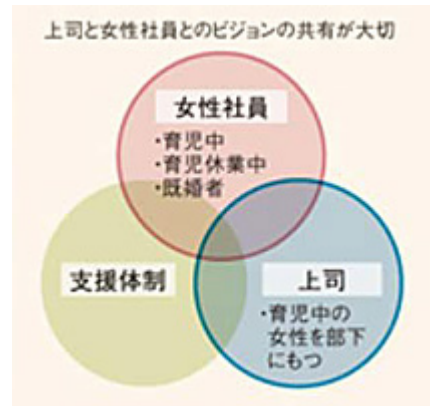 上司と女性社員とのビジョンの共有が大切
女性社員
・育児中
・育児休業中
・既婚者
支援体制
上司
・育児中の
女性を部下
にもつ